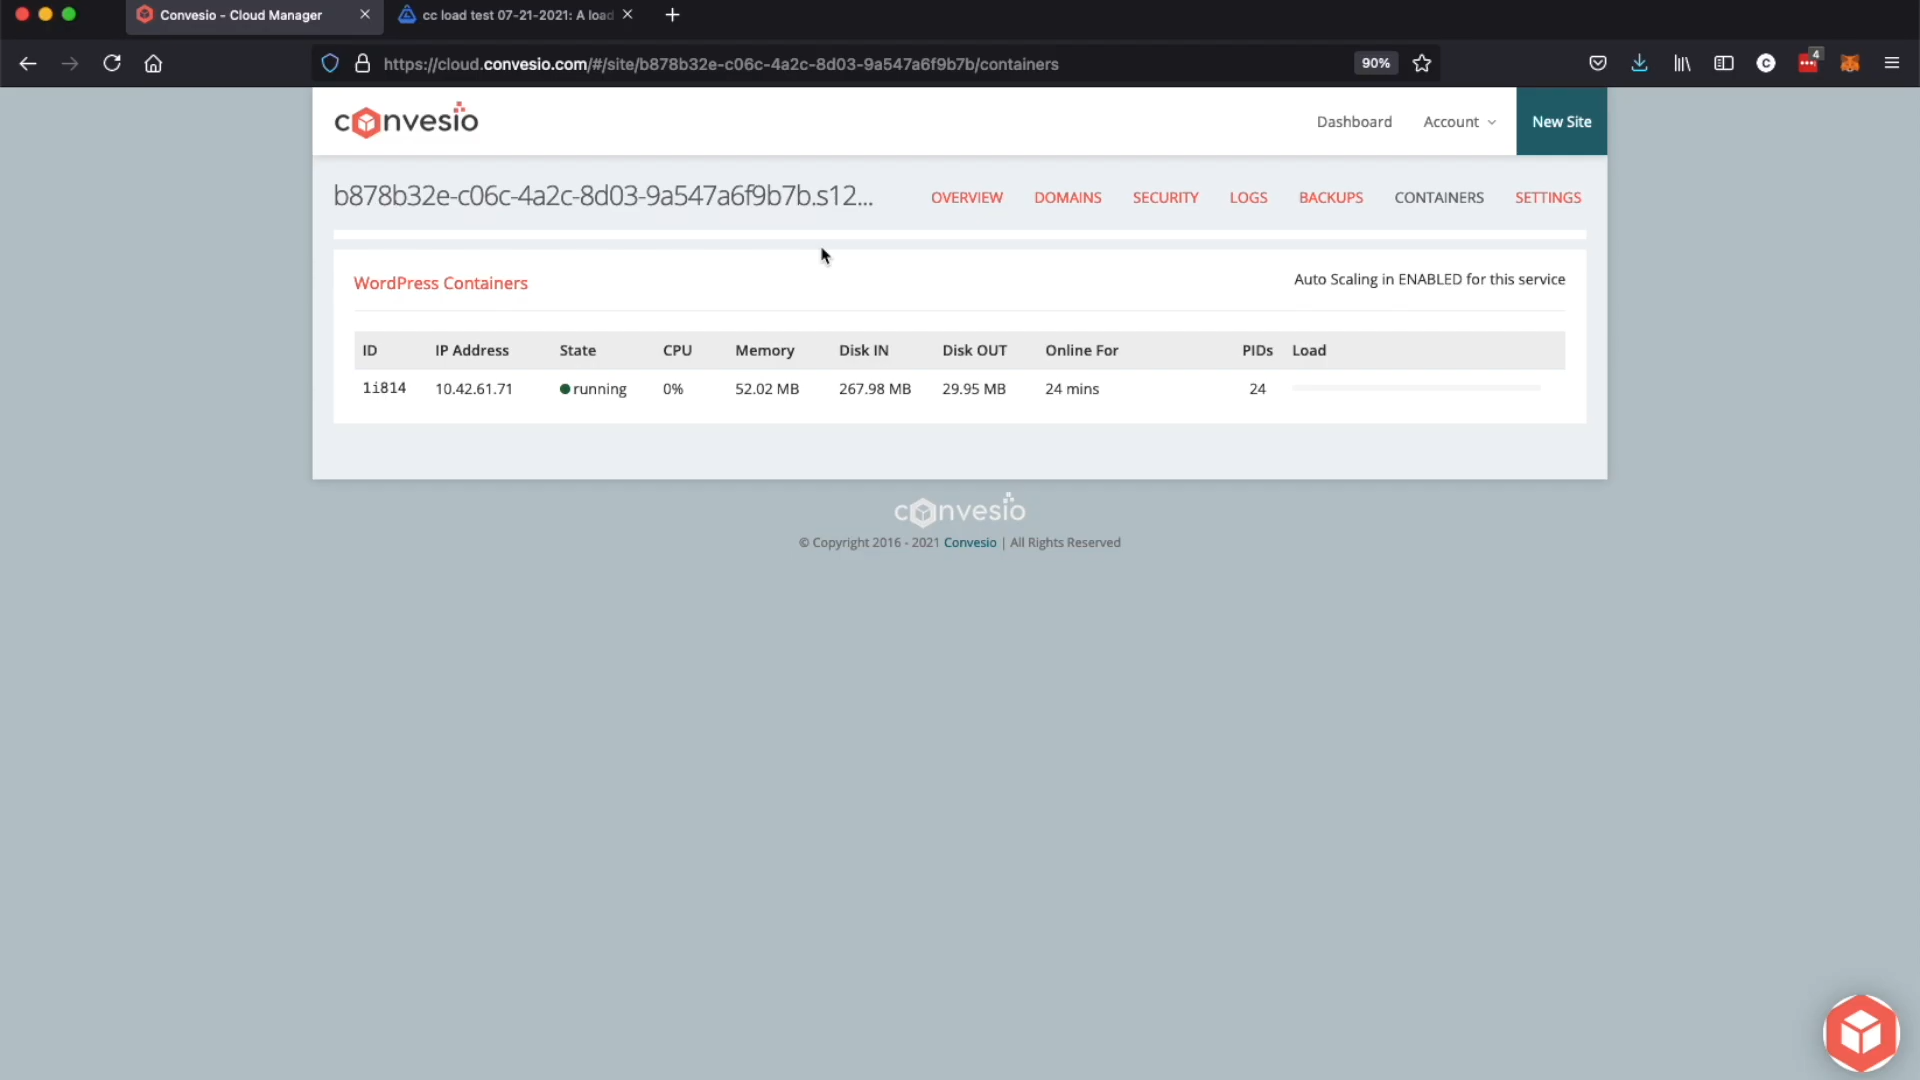 Convesio - Cloud Manager
cc load test 07-21-2021: A load
https://cloud.convesio.com/#/site/b878b32e-c06c-4a2c-8d03-9a547a6f9b7b/containers
90%
4
convesio
Dashboard
Account
New Site
b878b32e-c06c-4a2c-8d03-9a547a6f9b7b.s12...
OVERVIEW
DOMAINS
SECURITY
LOGS
BACKUPS
CONTAINERS
SETTINGS
WordPress Containers
Auto Scaling in ENABLED for this service
ID IP Address State CPU Memory Disk IN Disk OUT Online For PIDs Load
1i814 10.42.61.71 running 0% 52.02 MB 267.98 MB 29.95 MB 24 mins 24
convesio
© Copyright 2016 - 2021 Convesio | All Rights Reserved